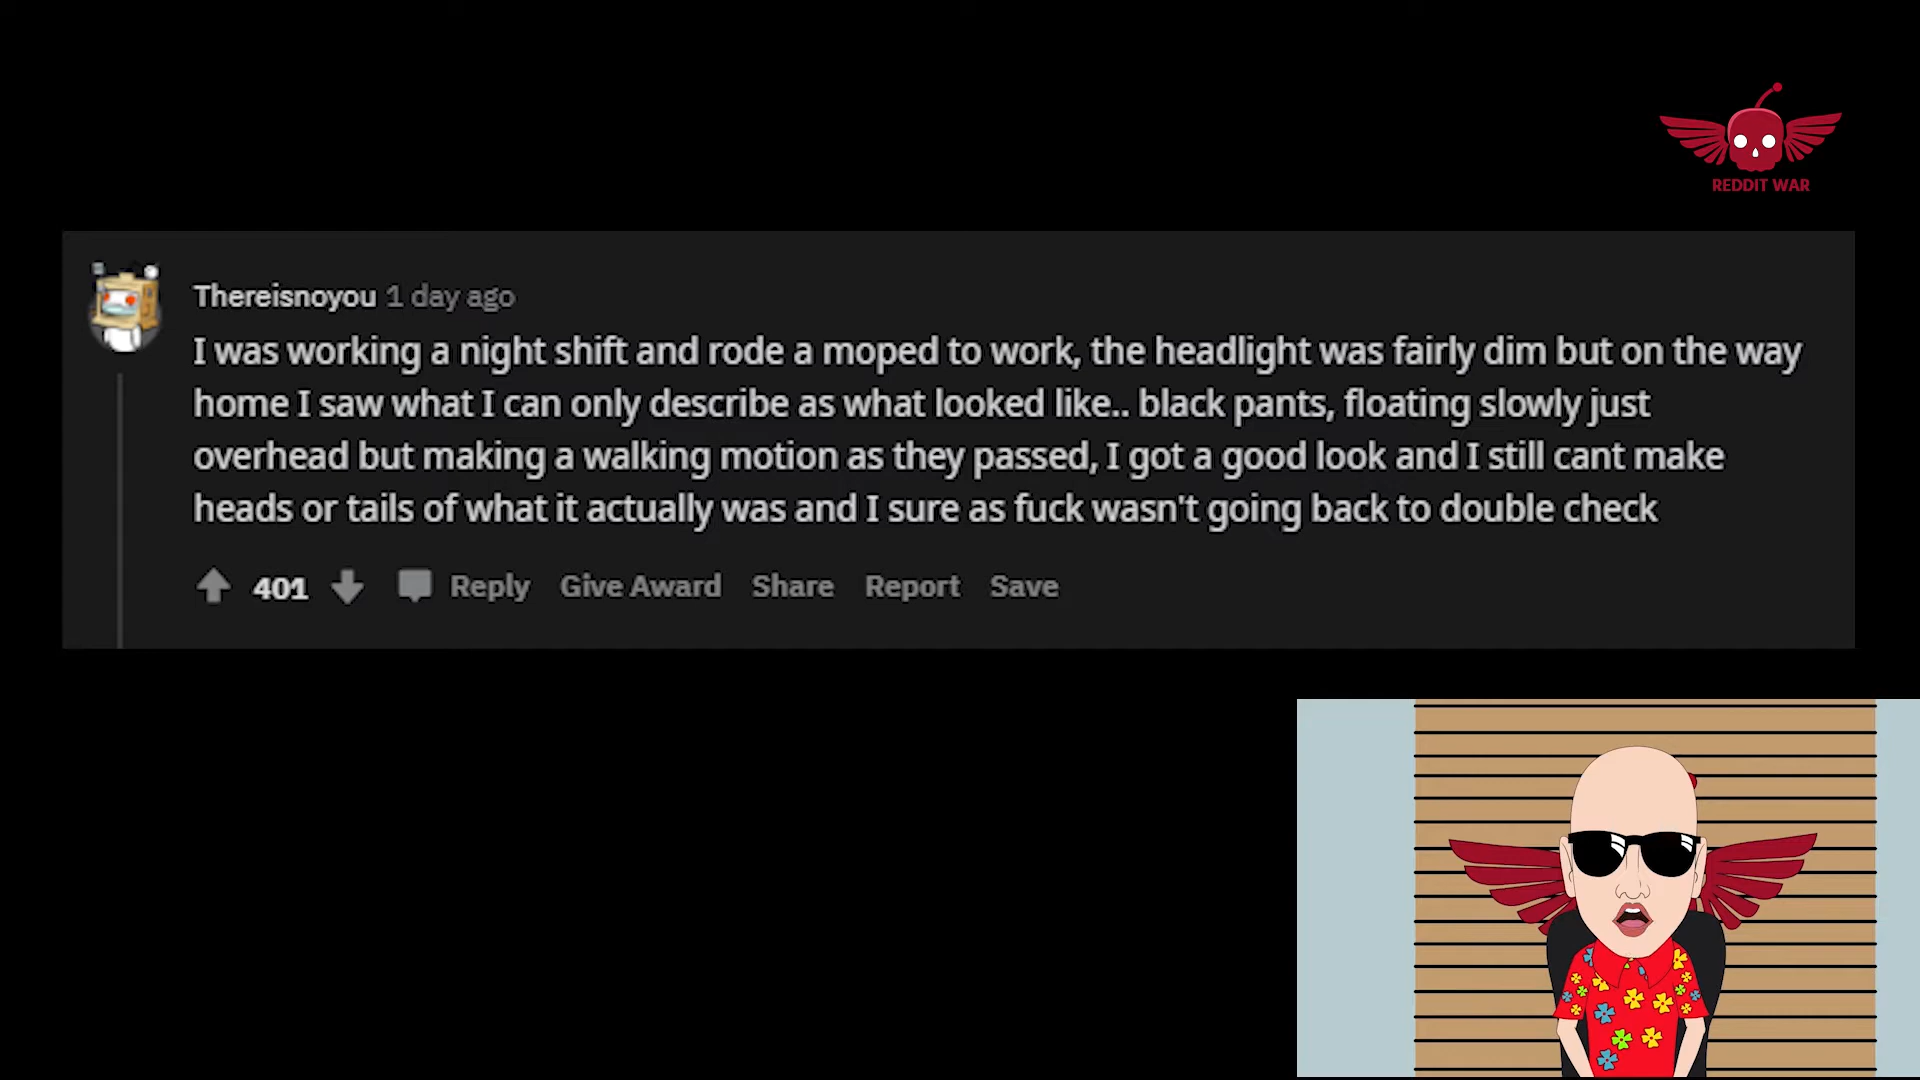 REDDIT WAR
Thereisnoyou 1 day ago
I was working a night shift and rode a moped to work, the headlight was fairly dim but on the way
home I saw what I can only describe as what looked like.. black pants, floating slowly just
overhead but making a walking motion as they passed, I got a good look and I still cant make
heads or tails of what it actually was and I sure as fuck wasn't going back to double check
401 Reply Give Award Share Report Save